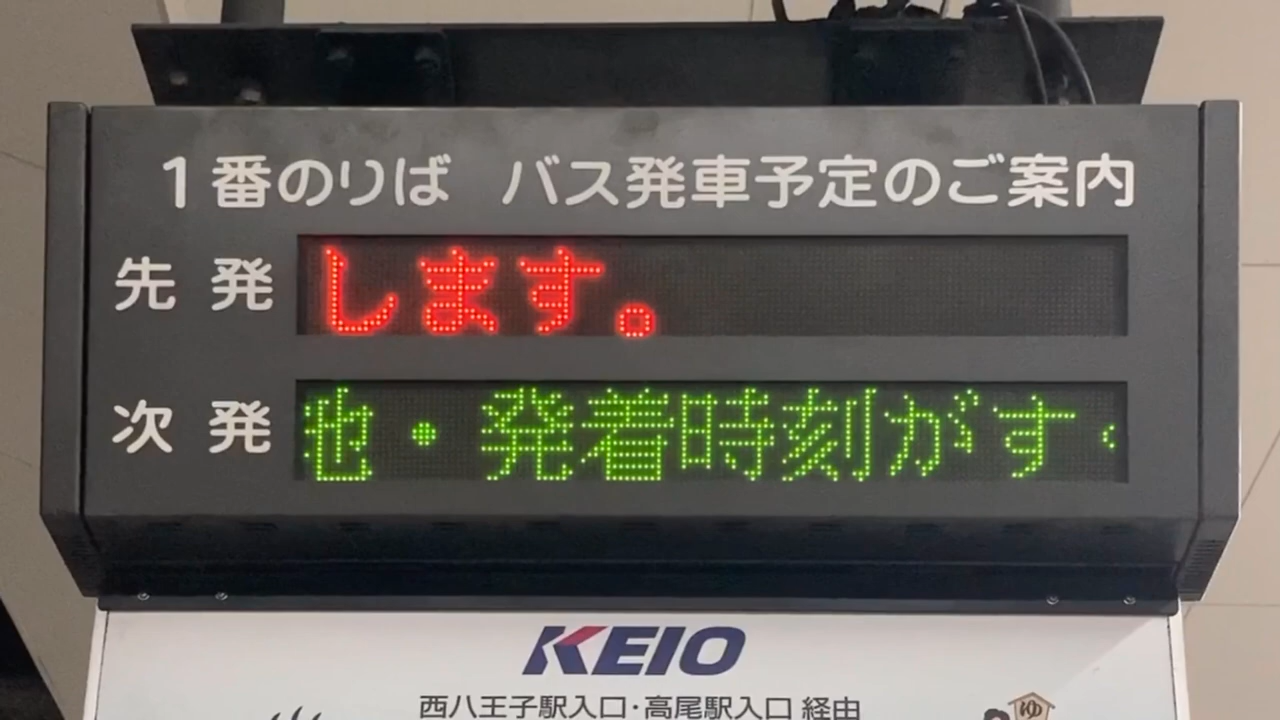 1番のりば バス発車予定のご案内
先発 します。
次発 地・発着時刻がす
KEIO
西八王子駅入口・高尾駅入口 経由
ゆ